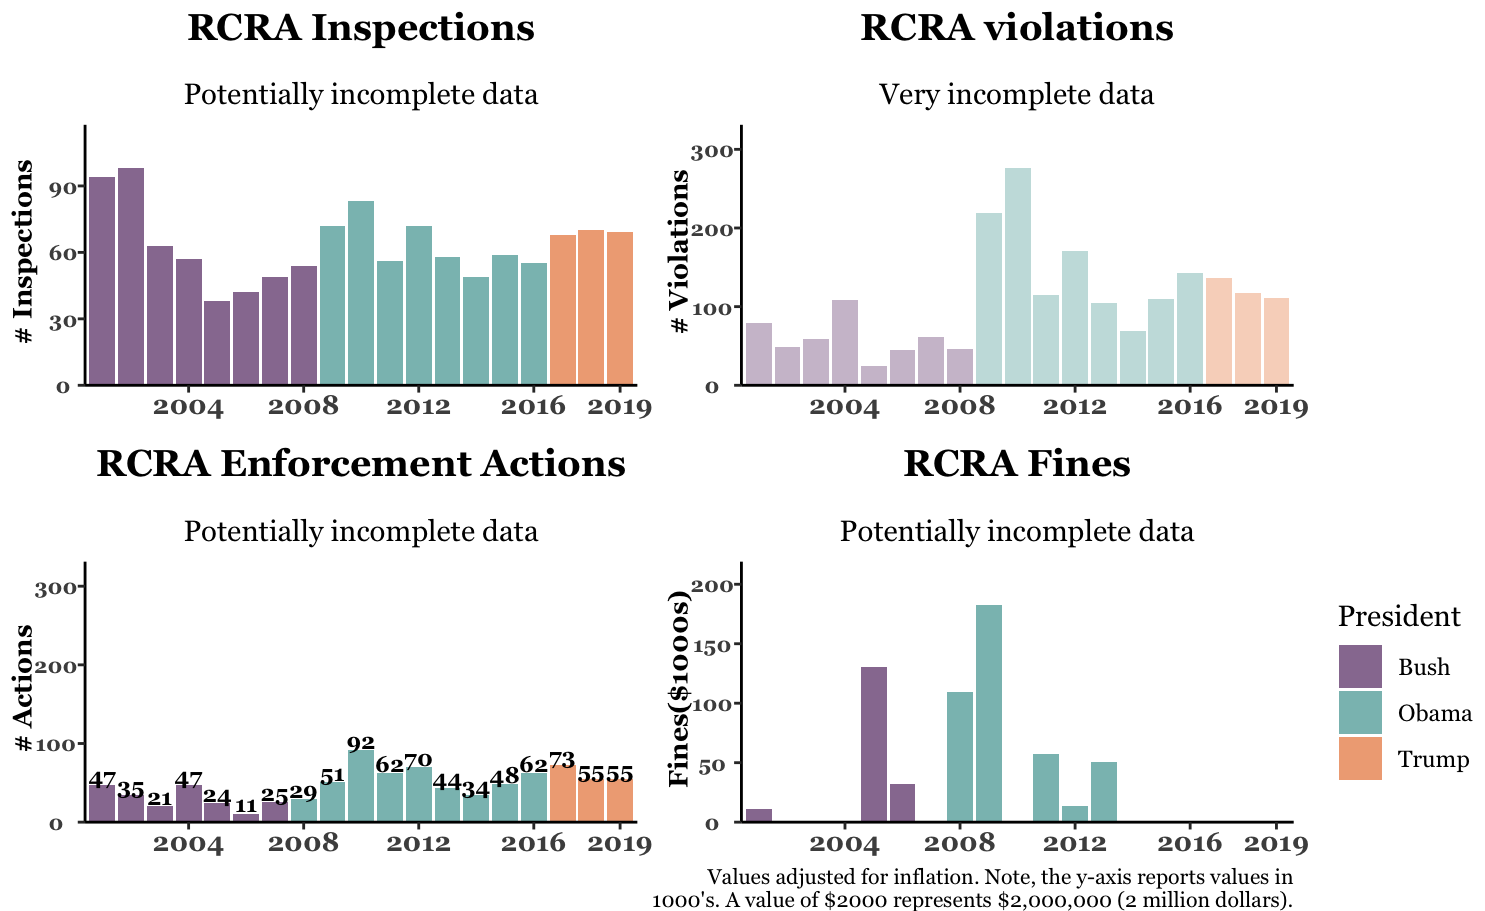 RCRA Inspections
Potentially incomplete data
# Inspections
90
60
30
0
2004 2008 2012 2016 2019
RCRA violations
Very incomplete data
# Violations
300
200
100
0
2004 2008 2012 2016 2019
RCRA Enforcement Actions
Potentially incomplete data
# Actions
300
200
100
0
47 35 21 47 24 11 25 29 51 92 62 70 44 34 48 62 73 55 55
2004 2008 2012 2016 2019
RCRA Fines
Potentially incomplete data
Fines($1000s)
200
150
100
50
0
2004 2008 2012 2016 2019
President
Bush
Obama
Trump
Values adjusted for inflation. Note, the y-axis reports values in
1000's. A value of $2000 represents $2,000,000 (2 million dollars).